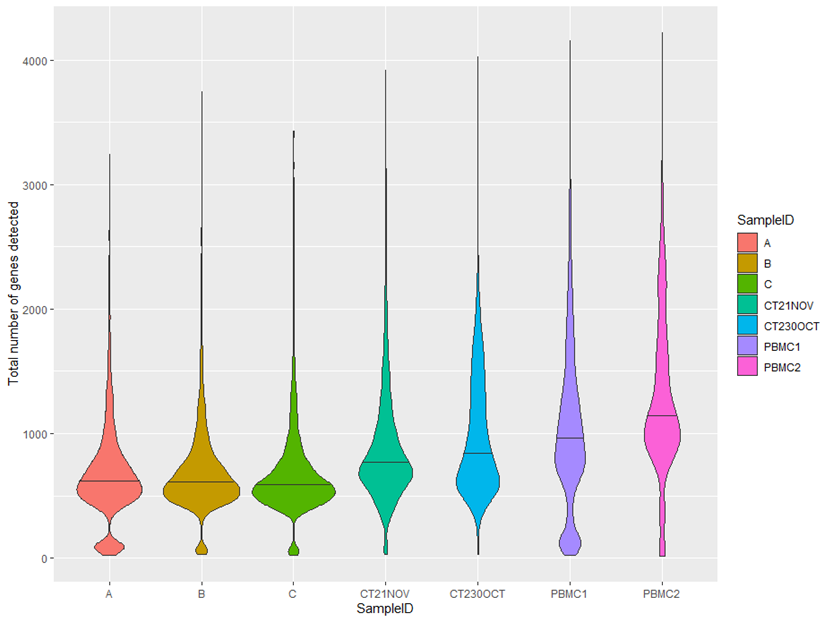 Total number of genes detected
4000
3000
2000
1000
0
A
B
C
CT21NOV
CT230OCT
PBMC1
PBMC2
SampleID
SampleID
A
B
C
CT21NOV
CT230OCT
PBMC1
PBMC2